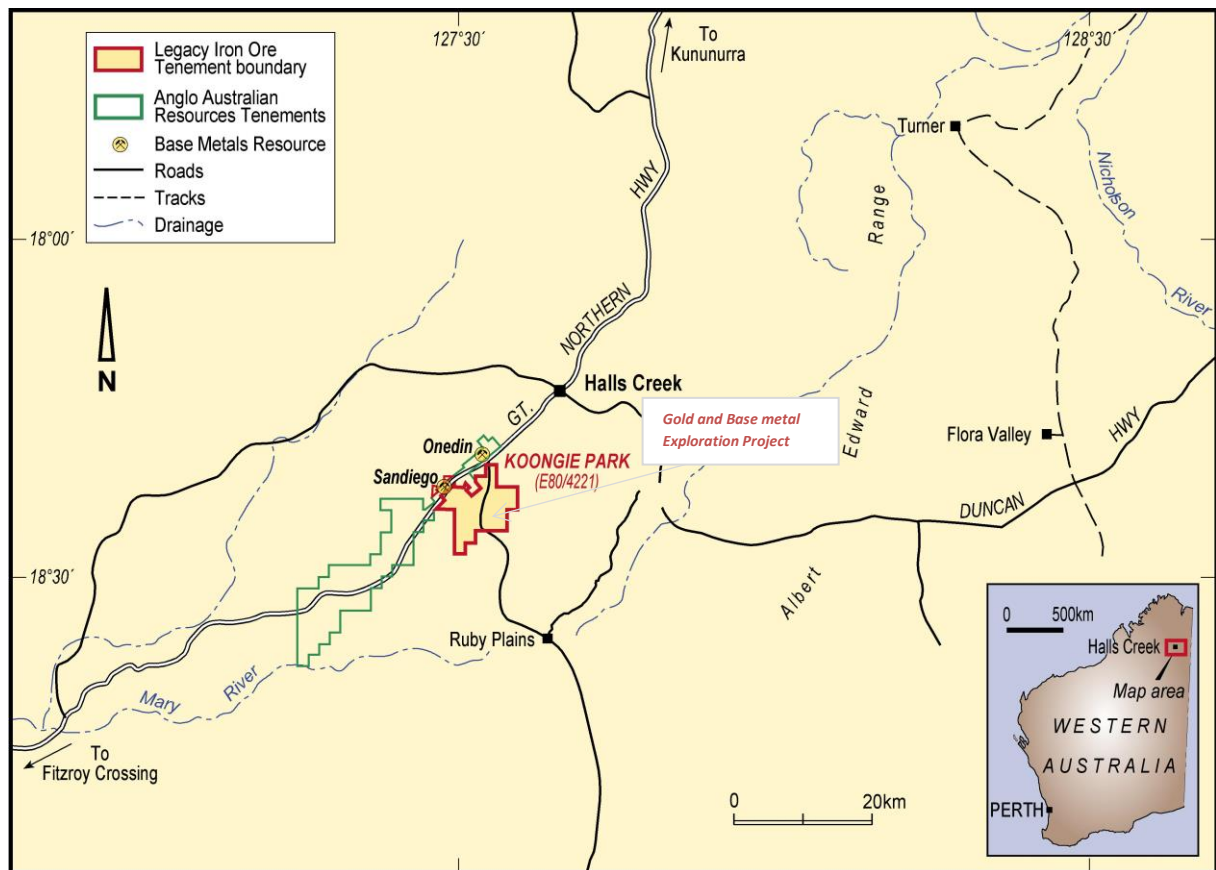 127°30´
128°30´
To
Kununurra
Legacy Iron Ore
Tenement boundary
Anglo Australian
Resources Tenements
Base Metals Resource
Roads
Tracks
Drainage
Turner
Nicholson
River
HWY
Range
18°00´
NORTHERN
N
Halls Creek
GT.
Gold and Base metal
Exploration Project
Edward
Onedin
KOONGIE PARK
(E80/4221)
Sandiego
Flora Valley
HWY
DUNCAN
18°30´
Albert
Ruby Plains
Mary
River
To
Fitzroy Crossing
0 20km
0 500km
Halls Creek
Map area
WESTERN
AUSTRALIA
PERTH